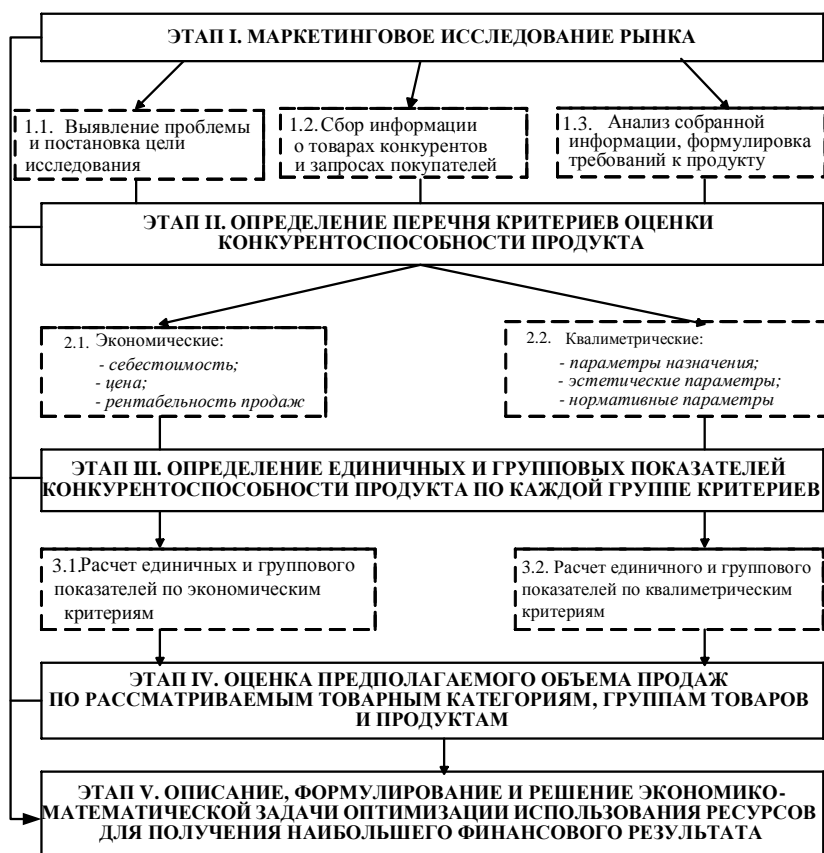 ЭТАП I. МАРКЕТИНГОВОЕ ИССЛЕДОВАНИЕ РЫНКА
1.1. Выявление проблемы
и постановка цели
исследования
1.2. Сбор информации
о товарах конкурентов
и запросах покупателей
1.3. Анализ собранной
информации, формулировка
требований к продукту
ЭТАП II. ОПРЕДЕЛЕНИЕ ПЕРЕЧНЯ КРИТЕРИЕВ ОЦЕНКИ
КОНКУРЕНТОСПОСОБНОСТИ ПРОДУКТА
2.1. Экономические:
- себестоимость;
- цена;
- рентабельность продаж
2.2. Квалиметрические:
- параметры назначения;
- эстетические параметры;
- нормативные параметры
ЭТАП III. ОПРЕДЕЛЕНИЕ ЕДИНИЧНЫХ И ГРУППОВЫХ ПОКАЗАТЕЛЕЙ
КОНКУРЕНТОСПОСОБНОСТИ ПРОДУКТА ПО КАЖДОЙ ГРУППЕ КРИТЕРИЕВ
3.1.Расчет единичных и группового
показателей по экономическим
критериям
3.2. Расчет единичного и группового
показателей по квалиметрическим
критериям
ЭТАП IV. ОЦЕНКА ПРЕДПОЛАГАЕМОГО ОБЪЕМА ПРОДАЖ
ПО РАССМАТРИВАЕМЫМ ТОВАРНЫМ КАТЕГОРИЯМ, ГРУППАМ ТОВАРОВ
И ПРОДУКТАМ
ЭТАП V. ОПИСАНИЕ, ФОРМУЛИРОВАНИЕ И РЕШЕНИЕ ЭКОНОМИКО-
МАТЕМАТИЧЕСКОЙ ЗАДАЧИ ОПТИМИЗАЦИИ ИСПОЛЬЗОВАНИЯ РЕСУРСОВ
ДЛЯ ПОЛУЧЕНИЯ НАИБОЛЬШЕГО ФИНАНСОВОГО РЕЗУЛЬТАТА